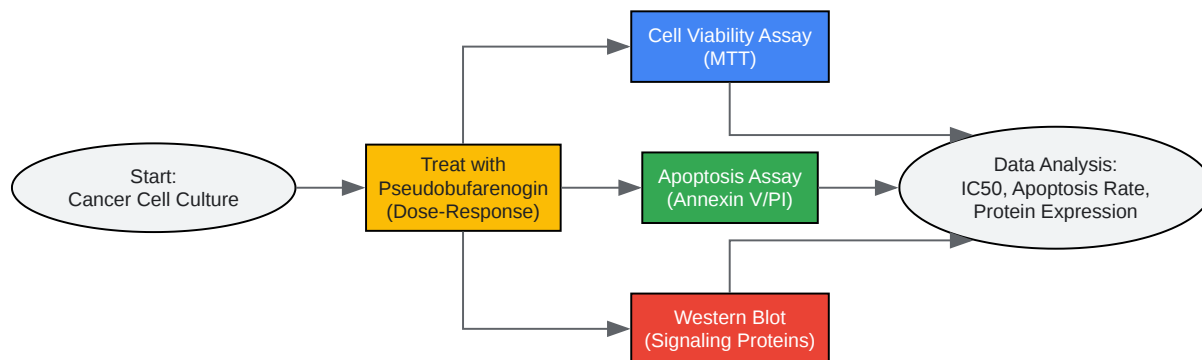 Start:
Cancer Cell Culture
Treat with
Pseudobufarenogin
(Dose-Response)
Cell Viability Assay
(MTT)
Apoptosis Assay
(Annexin V/PI)
Western Blot
(Signaling Proteins)
Data Analysis:
IC50, Apoptosis Rate,
Protein Expression